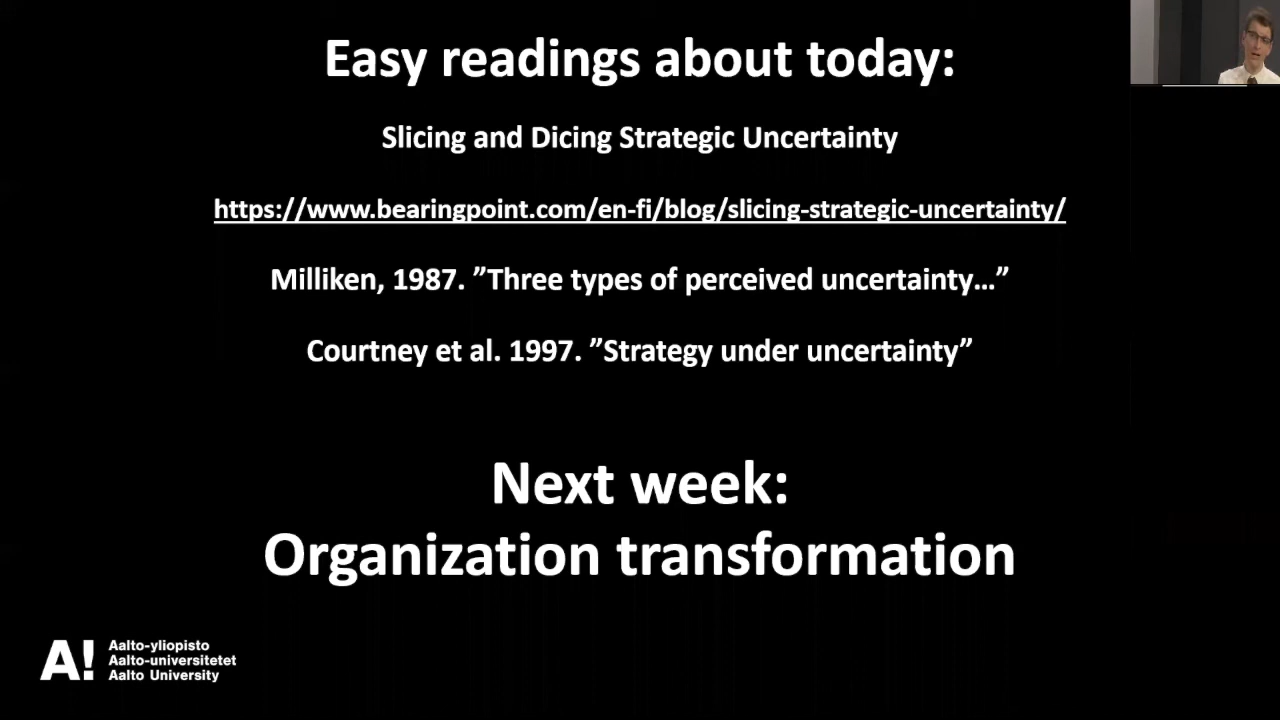 Easy readings about today:
Slicing and Dicing Strategic Uncertainty
https://www.bearingpoint.com/en-fi/blog/slicing-strategic-uncertainty/
Milliken, 1987. ”Three types of perceived uncertainty…”
Courtney et al. 1997. ”Strategy under uncertainty”
Next week:
Organization transformation
A!
Aalto-yliopisto
Aalto-universitetet
Aalto University